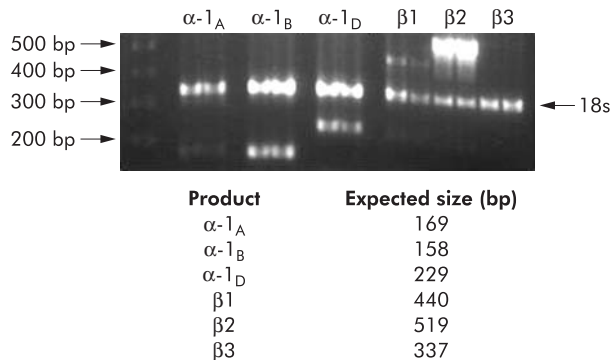 α-1A α-1B α-1D β1 β2 β3
500 bp
400 bp
300 bp
200 bp
18s
Product Expected size (bp)
α-1A 169
α-1B 158
α-1D 229
β1 440
β2 519
β3 337